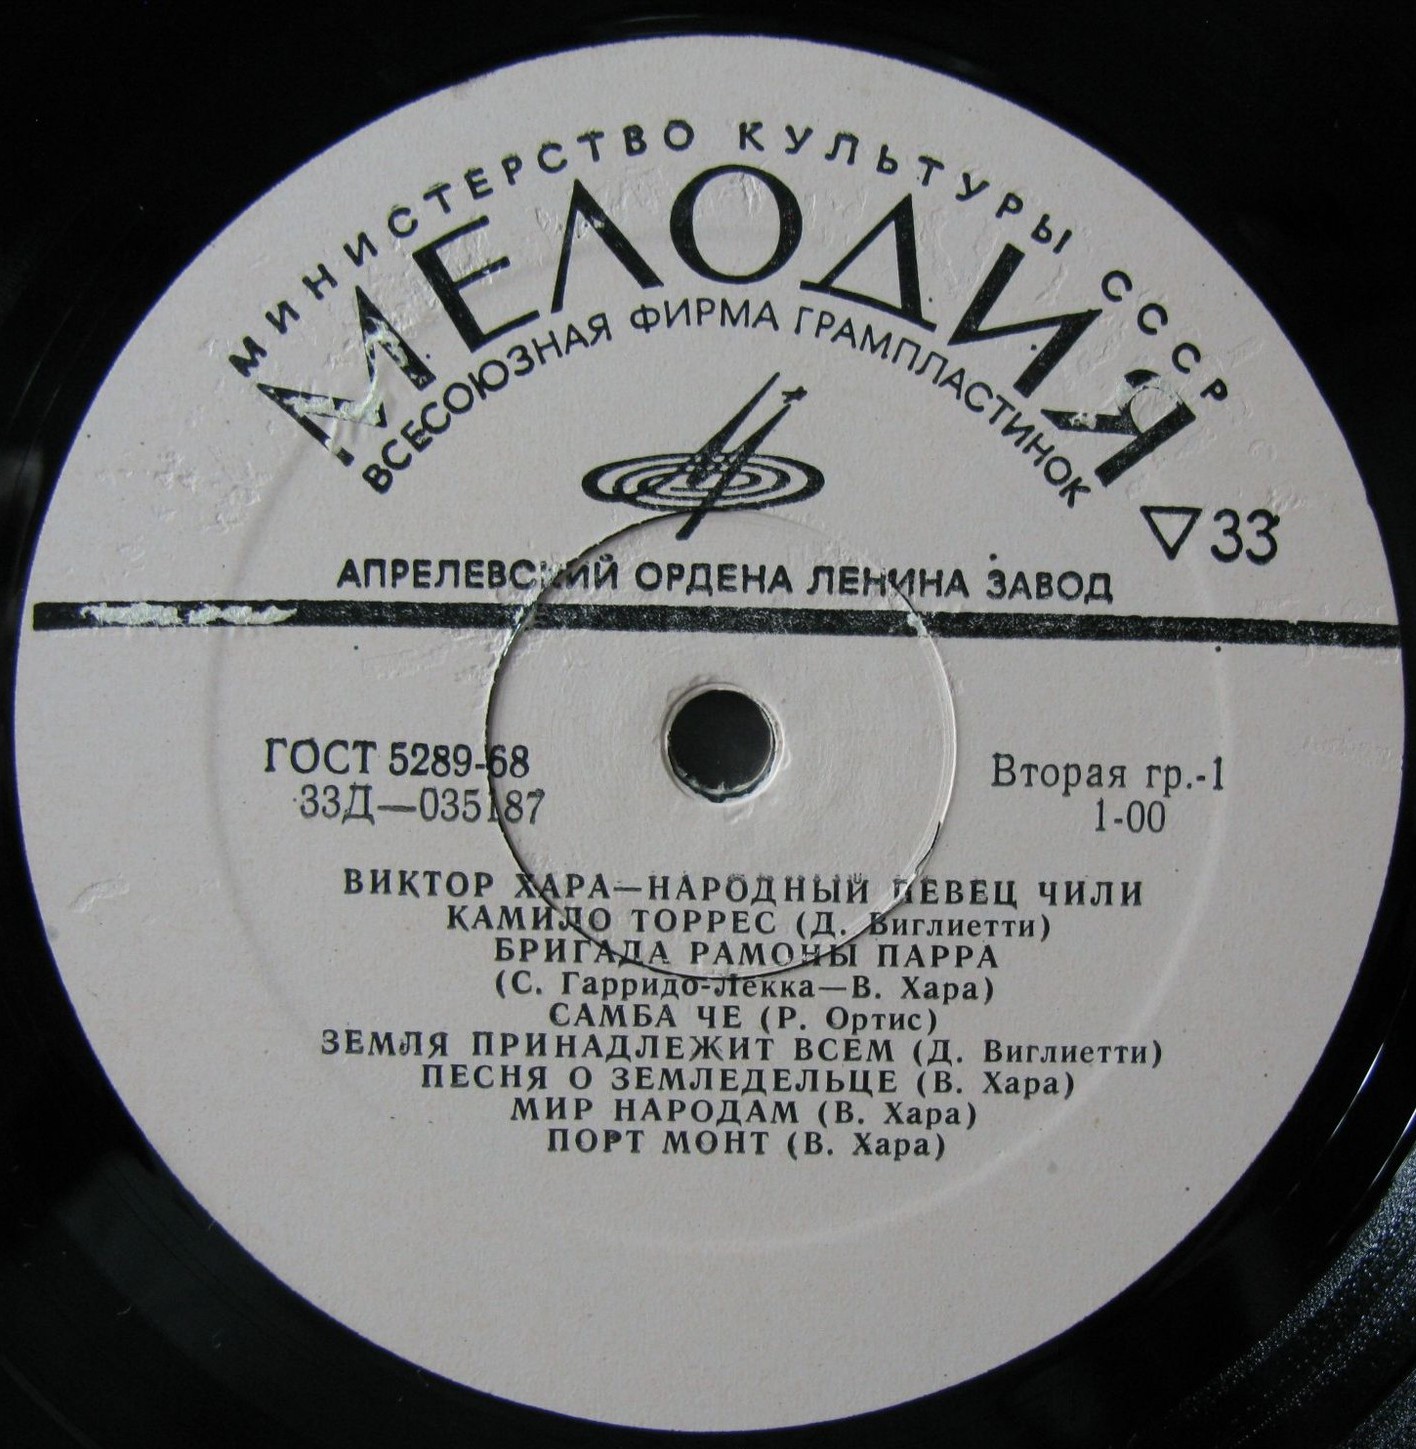 МИНИСТЕРСТВО КУЛЬТУРЫ СССР
МЕЛОДИЯ
ВСЕСОЮЗНАЯ ФИРМА ГРАМПЛАСТИНОК
▽33
АПРЕЛЕВСКИЙ ОРДЕНА ЛЕНИНА ЗАВОД
ГОСТ 5289-68
33Д—035187
Вторая гр.-1
1-00
ВИКТОР ХАРА—НАРОДНЫЙ ПЕВЕЦ ЧИЛИ
КАМИЛО ТОРРЕС (Д. Виглиетти)
БРИГАДА РАМОНЫ ПАРРА
(С. Гарридо-Лекка—В. Хара)
САМБА ЧЕ (Р. Ортис)
ЗЕМЛЯ ПРИНАДЛЕЖИТ ВСЕМ (Д. Виглиетти)
ПЕСНЯ О ЗЕМЛЕДЕЛЬЦЕ (В. Хара)
МИР НАРОДАМ (В. Хара)
ПОРТ МОНТ (В. Хара)